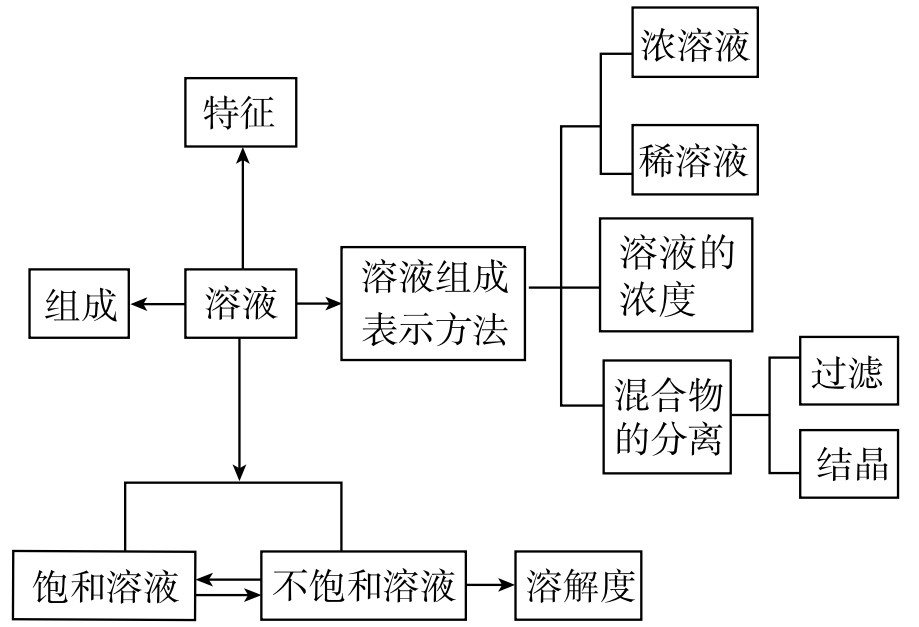 浓溶液
特征
稀溶液
溶液的
浓度
组成
溶液
溶液组成
表示方法
混合物
的分离
过滤
结晶
饱和溶液
不饱和溶液
溶解度